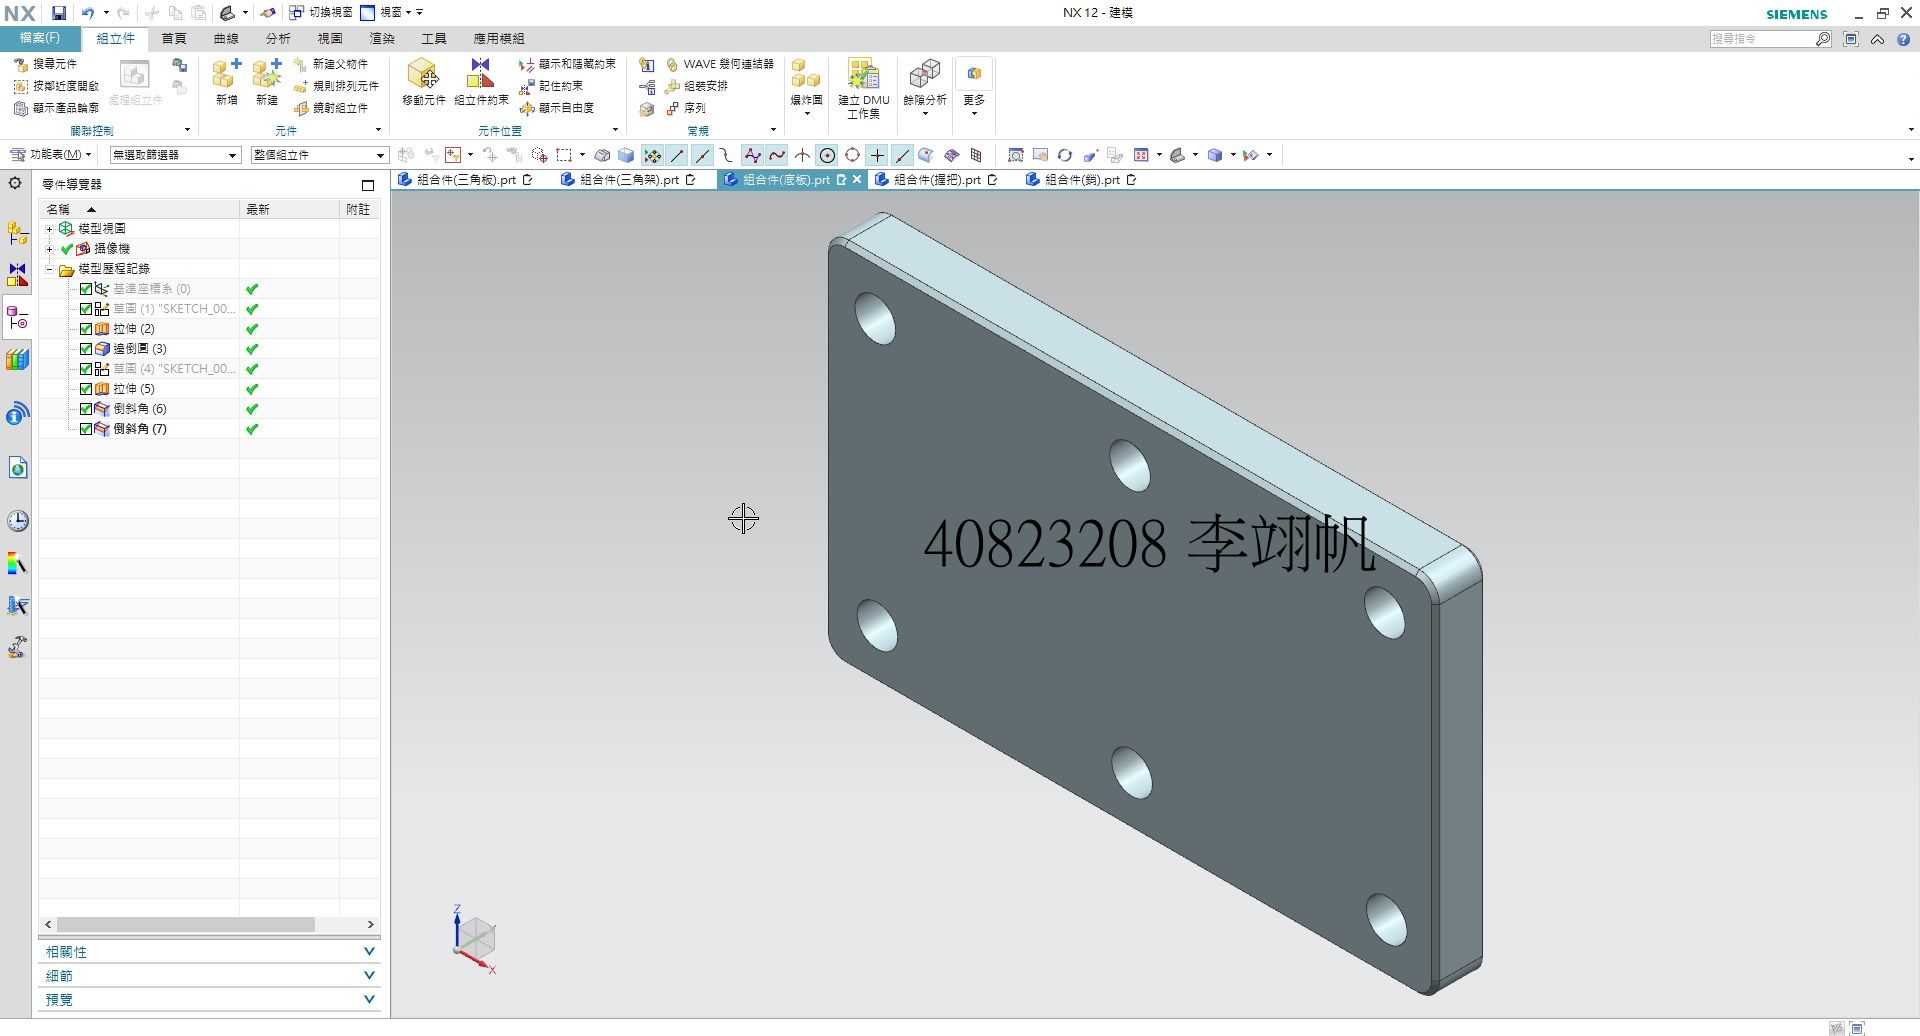 NX 切換視窗 視窗 NX 12 - 建模 SIEMENS
檔案(F) 組立件 首頁 曲線 分析 視圖 渲染 工具 應用模組 搜尋指令
搜尋元件
按鄰近度開啟
顯示產品輪廓
處理組立件
關聯控制
新增
新建
新建父物件
規則排列元件
鏡射組立件
元件
移動元件
組立件約束
顯示和隱藏約束
記住約束
顯示自由度
元件位置
WAVE 幾何連結器
組裝安排
序列
常規
爆炸圖
建立 DMU
工作集
餘隙分析
更多
功能表(M) 無選取篩選器 整個組立件
零件導覽器
組合件(三角板).prt 組合件(三角架).prt 組合件(底板).prt 組合件(握把).prt 組合件(銷).prt
名稱 最新 附註
模型視圖
攝像機
模型歷程記錄
基準座標系 (0)
草圖 (1) "SKETCH_00...
拉伸 (2)
邊倒圓 (3)
草圖 (4) "SKETCH_00...
拉伸 (5)
倒斜角 (6)
倒斜角 (7)
40823208 李翊帆
Z
X
相關性
細節
預覽